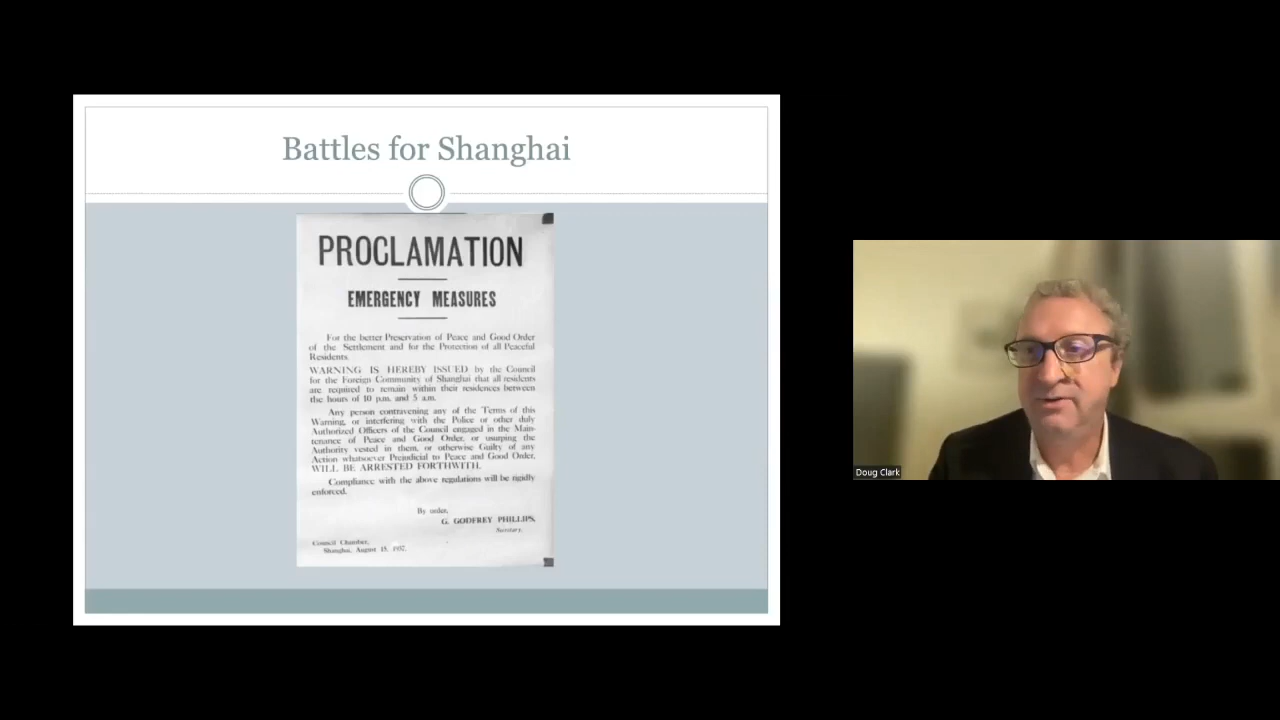 Battles for Shanghai
PROCLAMATION
EMERGENCY MEASURES
For the better Preservation of Peace and Good Order
of the Settlement and for the Protection of all Peaceful
Residents.
WARNING IS HEREBY ISSUED by the Council
for the Foreign Community of Shanghai that all residents
are required to remain within their residences between
the hours of 10 p.m. and 5 a.m.
Any person contravening any of the Terms of this
Warning, or interfering with the Police or other duly
Authorized Officers of the Council engaged in the Main-
tenance of Peace and Good Order, or usurping the
Authority vested in them, or otherwise Guilty of any
Action whatsoever Prejudicial to Peace and Good Order,
WILL BE ARRESTED FORTHWITH.
Compliance with the above regulations will be rigidly
enforced.
By order,
G. GODFREY PHILLIPS,
Secretary.
Council Chamber,
Shanghai, August 15, 1937.
Doug Clark